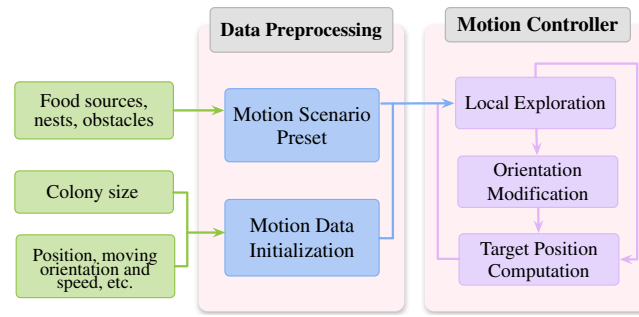 Data Preprocessing
Motion Controller
Food sources,
nests, obstacles
Motion Scenario
Preset
Local Exploration
Colony size
Orientation
Modification
Position, moving
orientation and
speed, etc.
Motion Data
Initialization
Target Position
Computation